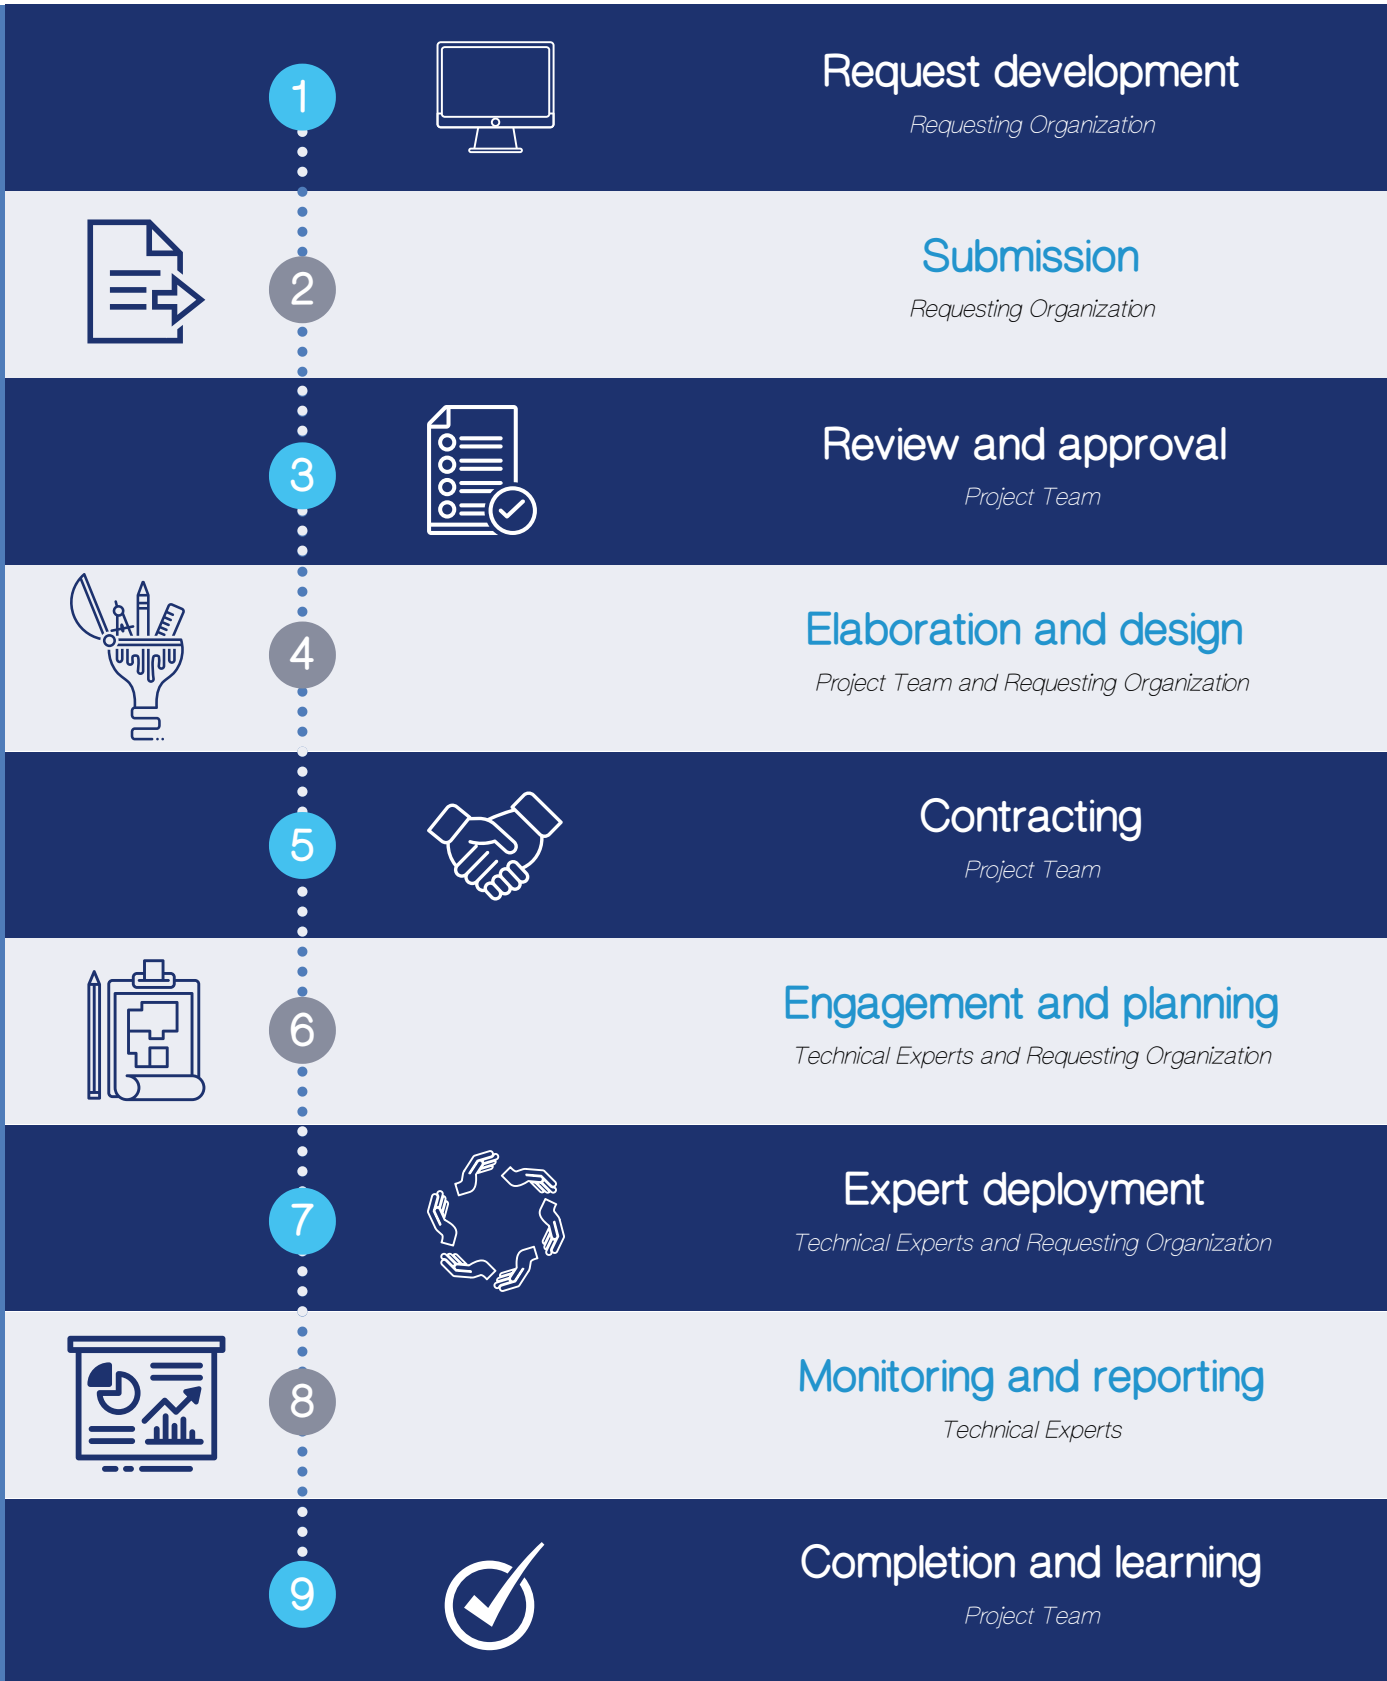 1
Request development
Requesting Organization
2
Submission
Requesting Organization
3
Review and approval
Project Team
4
Elaboration and design
Project Team and Requesting Organization
5
Contracting
Project Team
6
Engagement and planning
Technical Experts and Requesting Organization
7
Expert deployment
Technical Experts and Requesting Organization
8
Monitoring and reporting
Technical Experts
9
Completion and learning
Project Team